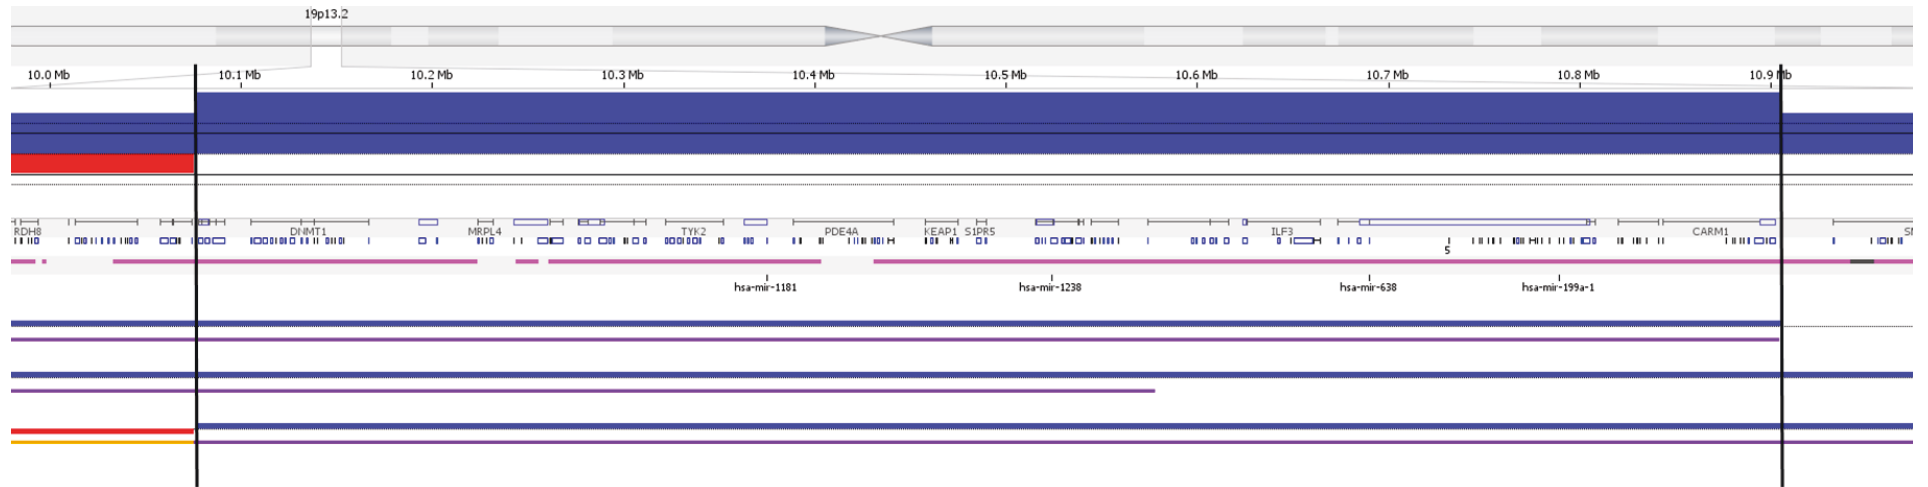 19p13.2
10.0 Mb 10.1 Mb 10.2 Mb 10.3 Mb 10.4 Mb 10.5 Mb 10.6 Mb 10.7 Mb 10.8 Mb 10.9 Mb
RDH8 DNMT1 MRPL4 TYK2 PDE4A KEAP1 S1PR5 ILF3 CARM1
5
hsa-mir-1181 hsa-mir-1238 hsa-mir-638 hsa-mir-199a-1